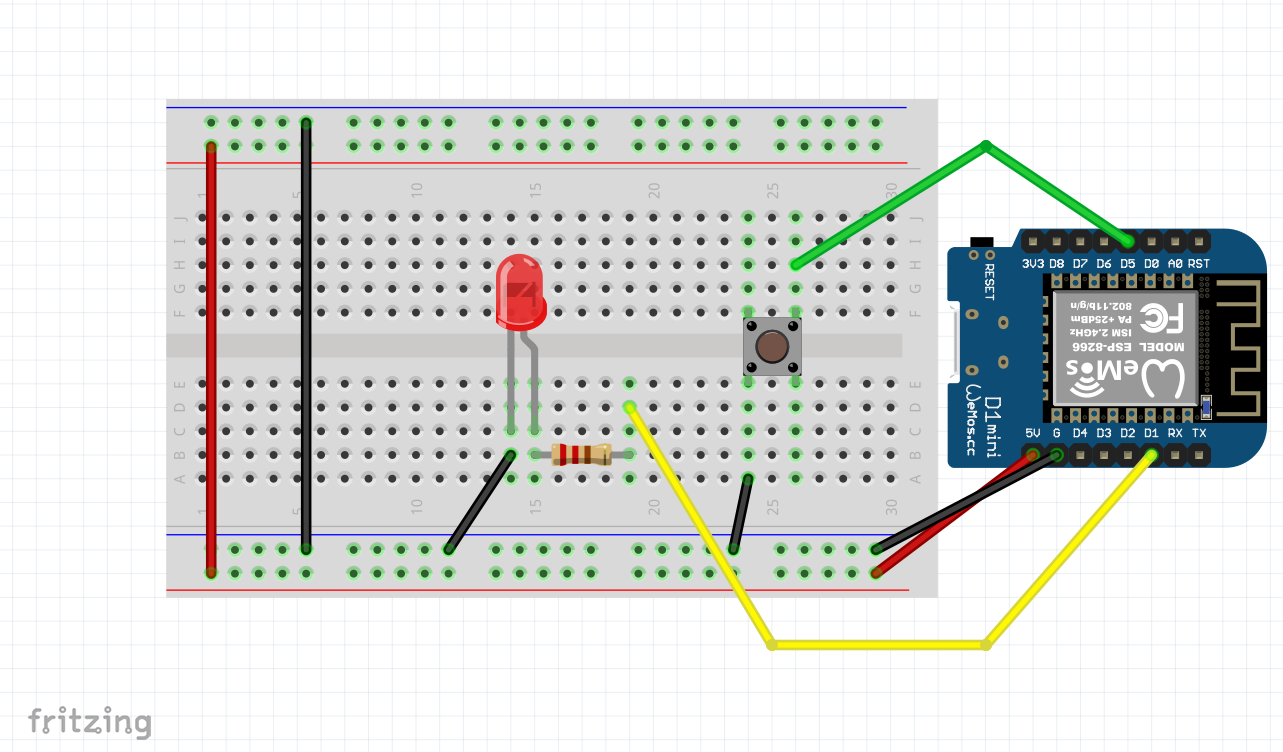 1 5 10 15 20 25 30
J J
I I
H H
G G
F F
E E
D D
C C
B B
A A
1 5 10 15 20 25 30
3V3 D8 D7 D6 D5 D0 A0 RST
RESET
802.11b/g/n
PA +25dBm
ISM 2.4GHz
FC
MODEL ESP-8266
WeMos
D1mini
WeMos.cc
5V G D4 D3 D2 D1 RX TX
fritzing